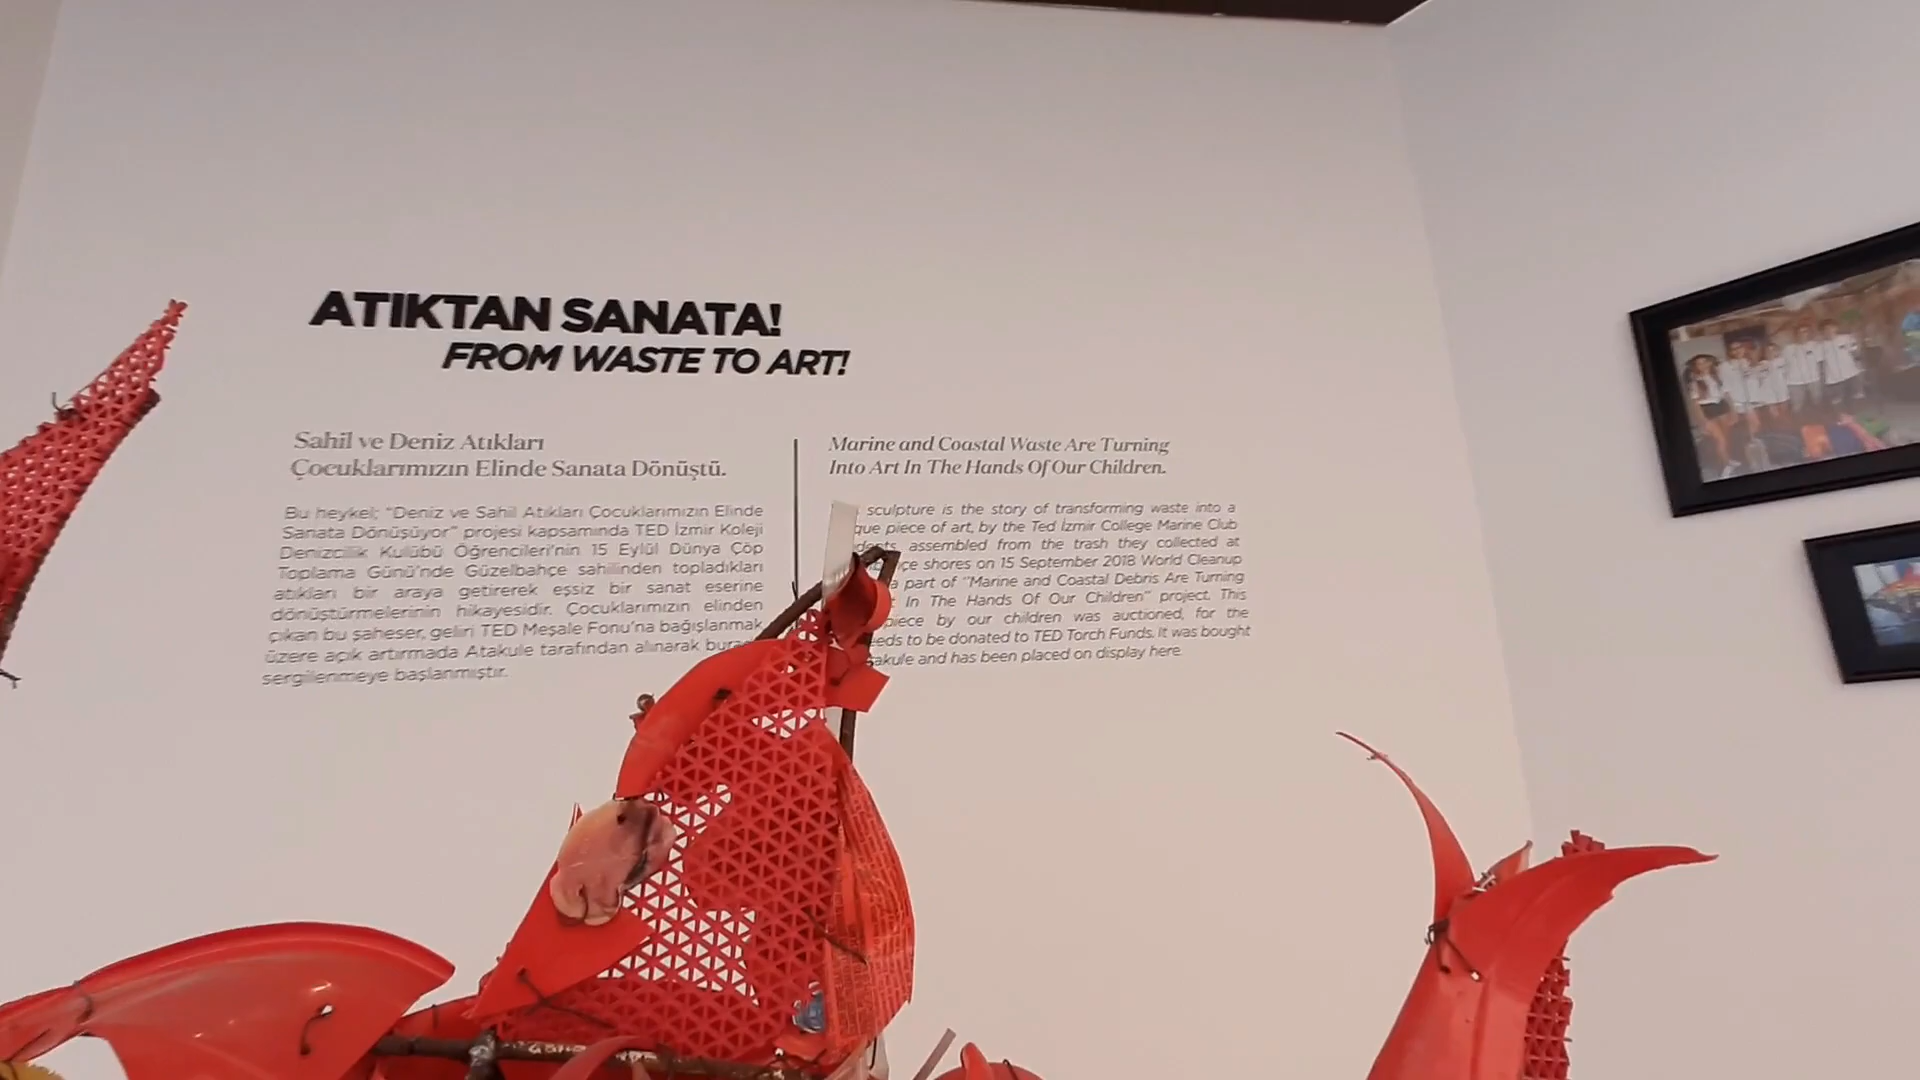 ATIKTAN SANATA!
FROM WASTE TO ART!
Sahil ve Deniz Atıkları
Çocuklarımızın Elinde Sanata Dönüştü.
Bu heykel; "Deniz ve Sahil Atıkları Çocuklarımızın Elinde
Sanata Dönüşüyor" projesi kapsamında TED İzmir Koleji
Denizcilik Kulübü Öğrencileri'nin 15 Eylül Dünya Çöp
Toplama Günü'nde Güzelbahçe sahilinden topladıkları
atıkları bir araya getirerek eşsiz bir sanat eserine
dönüştürmelerinin hikayesidir. Çocuklarımızın elinden
çıkan bu şaheser, geliri TED Meşale Fonu'na bağışlanmak
üzere açık artırmada Atakule tarafından alınarak
sergilenmeye başlanmıştır.
Marine and Coastal Waste Are Turning
Into Art In The Hands Of Our Children.
sculpture is the story of transforming waste into a
piece of art, by the Ted İzmir College Marine Club
assembled from the trash they collected at
shores on 15 September 2018 World Cleanup
a part of "Marine and Coastal Debris Are Turning
In The Hands Of Our Children" project. This
piece by our children was auctioned, for the
to be donated to TED Torch Funds. It was bought
and has been placed on display here.